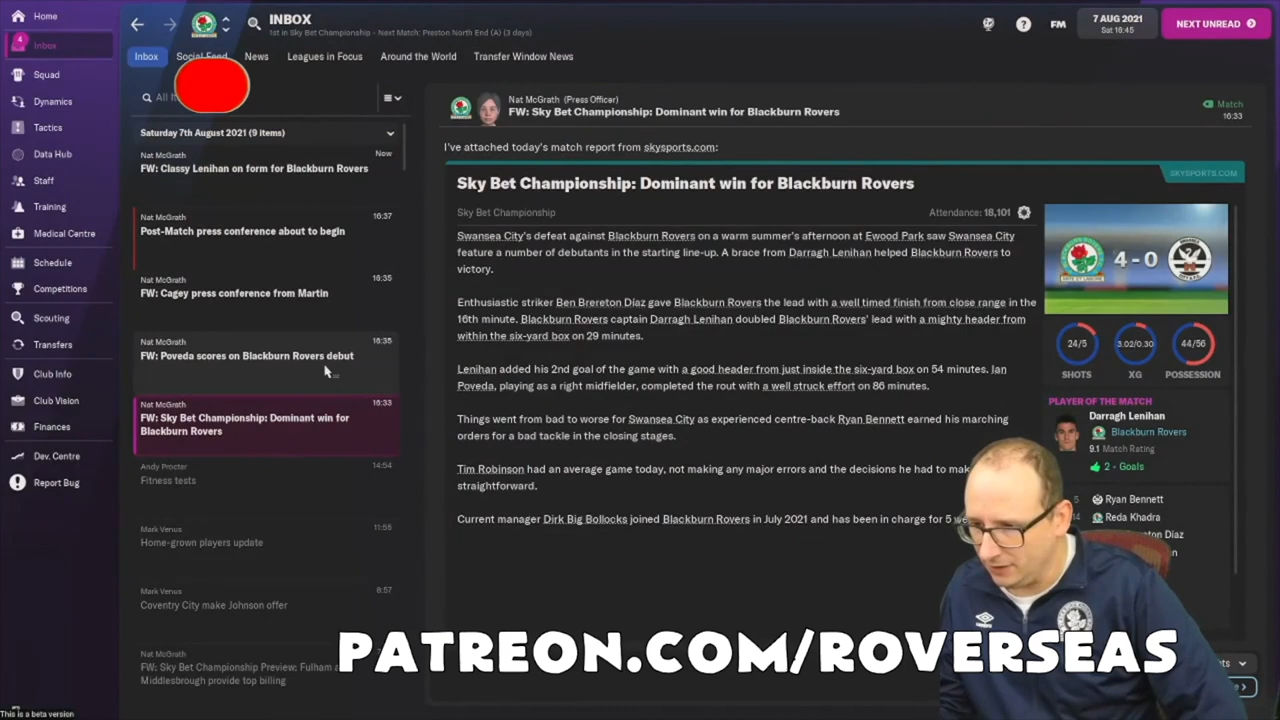 Home
4
Inbox
Squad
Dynamics
Tactics
Data Hub
Staff
Training
Medical Centre
Schedule
Competitions
Scouting
Transfers
Club Info
Club Vision
Finances
Dev. Centre
Report Bug
This is a beta version
INBOX
1st in Sky Bet Championship - Next Match: Preston North End (A) (3 days)
FM
7 AUG 2021
Sat 16:45
NEXT UNREAD
Inbox
Social Feed
News
Leagues in Focus
Around the World
Transfer Window News
Saturday 7th August 2021 (9 items)
Nat McGrath
Now
FW: Classy Lenihan on form for Blackburn Rovers
Nat McGrath
16:37
Post-Match press conference about to begin
Nat McGrath
16:35
FW: Cagey press conference from Martin
Nat McGrath
16:35
FW: Poveda scores on Blackburn Rovers debut
Nat McGrath
16:33
FW: Sky Bet Championship: Dominant win for
Blackburn Rovers
Andy Procter
14:54
Fitness tests
Mark Venus
11:55
Home-grown players update
Mark Venus
8:57
Coventry City make Johnson offer
Nat McGrath
FW: Sky Bet Championship Preview: Fulham
Middlesbrough provide top billing
Nat McGrath (Press Officer)
FW: Sky Bet Championship: Dominant win for Blackburn Rovers
Match
16:33
I've attached today's match report from skysports.com:
SKYSPORTS.COM
Sky Bet Championship: Dominant win for Blackburn Rovers
Sky Bet Championship
Attendance: 18,101
Swansea City's defeat against Blackburn Rovers on a warm summer's afternoon at Ewood Park saw Swansea City
feature a number of debutants in the starting line-up. A brace from Darragh Lenihan helped Blackburn Rovers to
victory.
Enthusiastic striker Ben Brereton Díaz gave Blackburn Rovers the lead with a well timed finish from close range in the
16th minute. Blackburn Rovers captain Darragh Lenihan doubled Blackburn Rovers' lead with a mighty header from
within the six-yard box on 29 minutes.
Lenihan added his 2nd goal of the game with a good header from just inside the six-yard box on 54 minutes. Ian
Poveda, playing as a right midfielder, completed the rout with a well struck effort on 86 minutes.
Things went from bad to worse for Swansea City as experienced centre-back Ryan Bennett earned his marching
orders for a bad tackle in the closing stages.
Tim Robinson had an average game today, not making any major errors and the decisions he had to
straightforward.
Current manager Dirk Big Bollocks joined Blackburn Rovers in July 2021 and has been in charge for 5
4-0
24/5
SHOTS
3.02/0.30
XG
44/56
POSSESSION
PLAYER OF THE MATCH
Darragh Lenihan
Blackburn Rovers
9.1 Match Rating
2 - Goals
Ryan Bennett
Reda Khadra
Díaz
PATREON.COM/ROVERSEAS